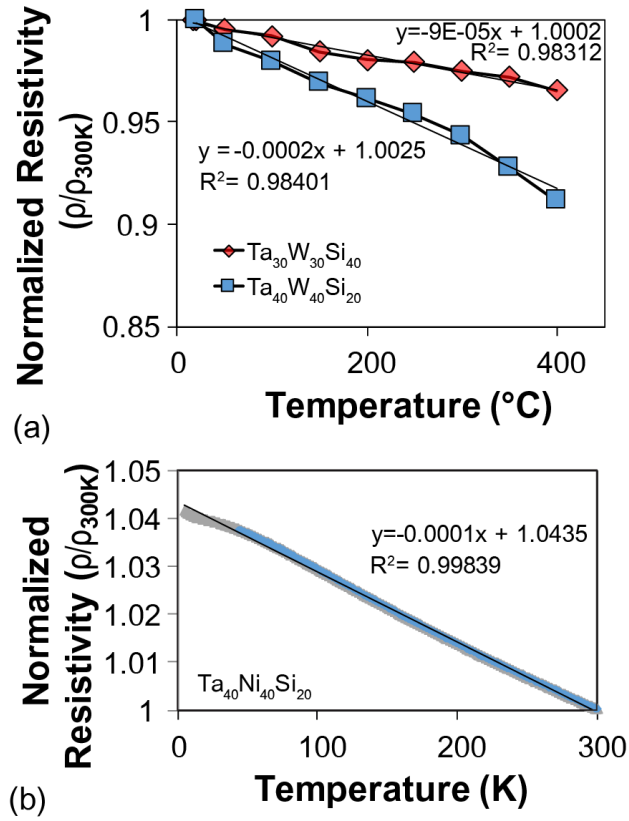 Normalized Resistivity
(ρ/ρ300K)
1
0.95
0.9
0.85
y=-9E-05x + 1.0002
R2= 0.98312
y =-0.0002x + 1.0025
R2= 0.98401
Ta30W30Si40
Ta40W40Si20
0
200
400
Temperature (°C)
(a)
Normalized
Resistivity (ρ/ρ300K)
1.05
1.04
1.03
1.02
1.01
1
y=-0.0001x + 1.0435
R2= 0.99839
Ta40Ni40Si20
0
100
200
300
Temperature (K)
(b)